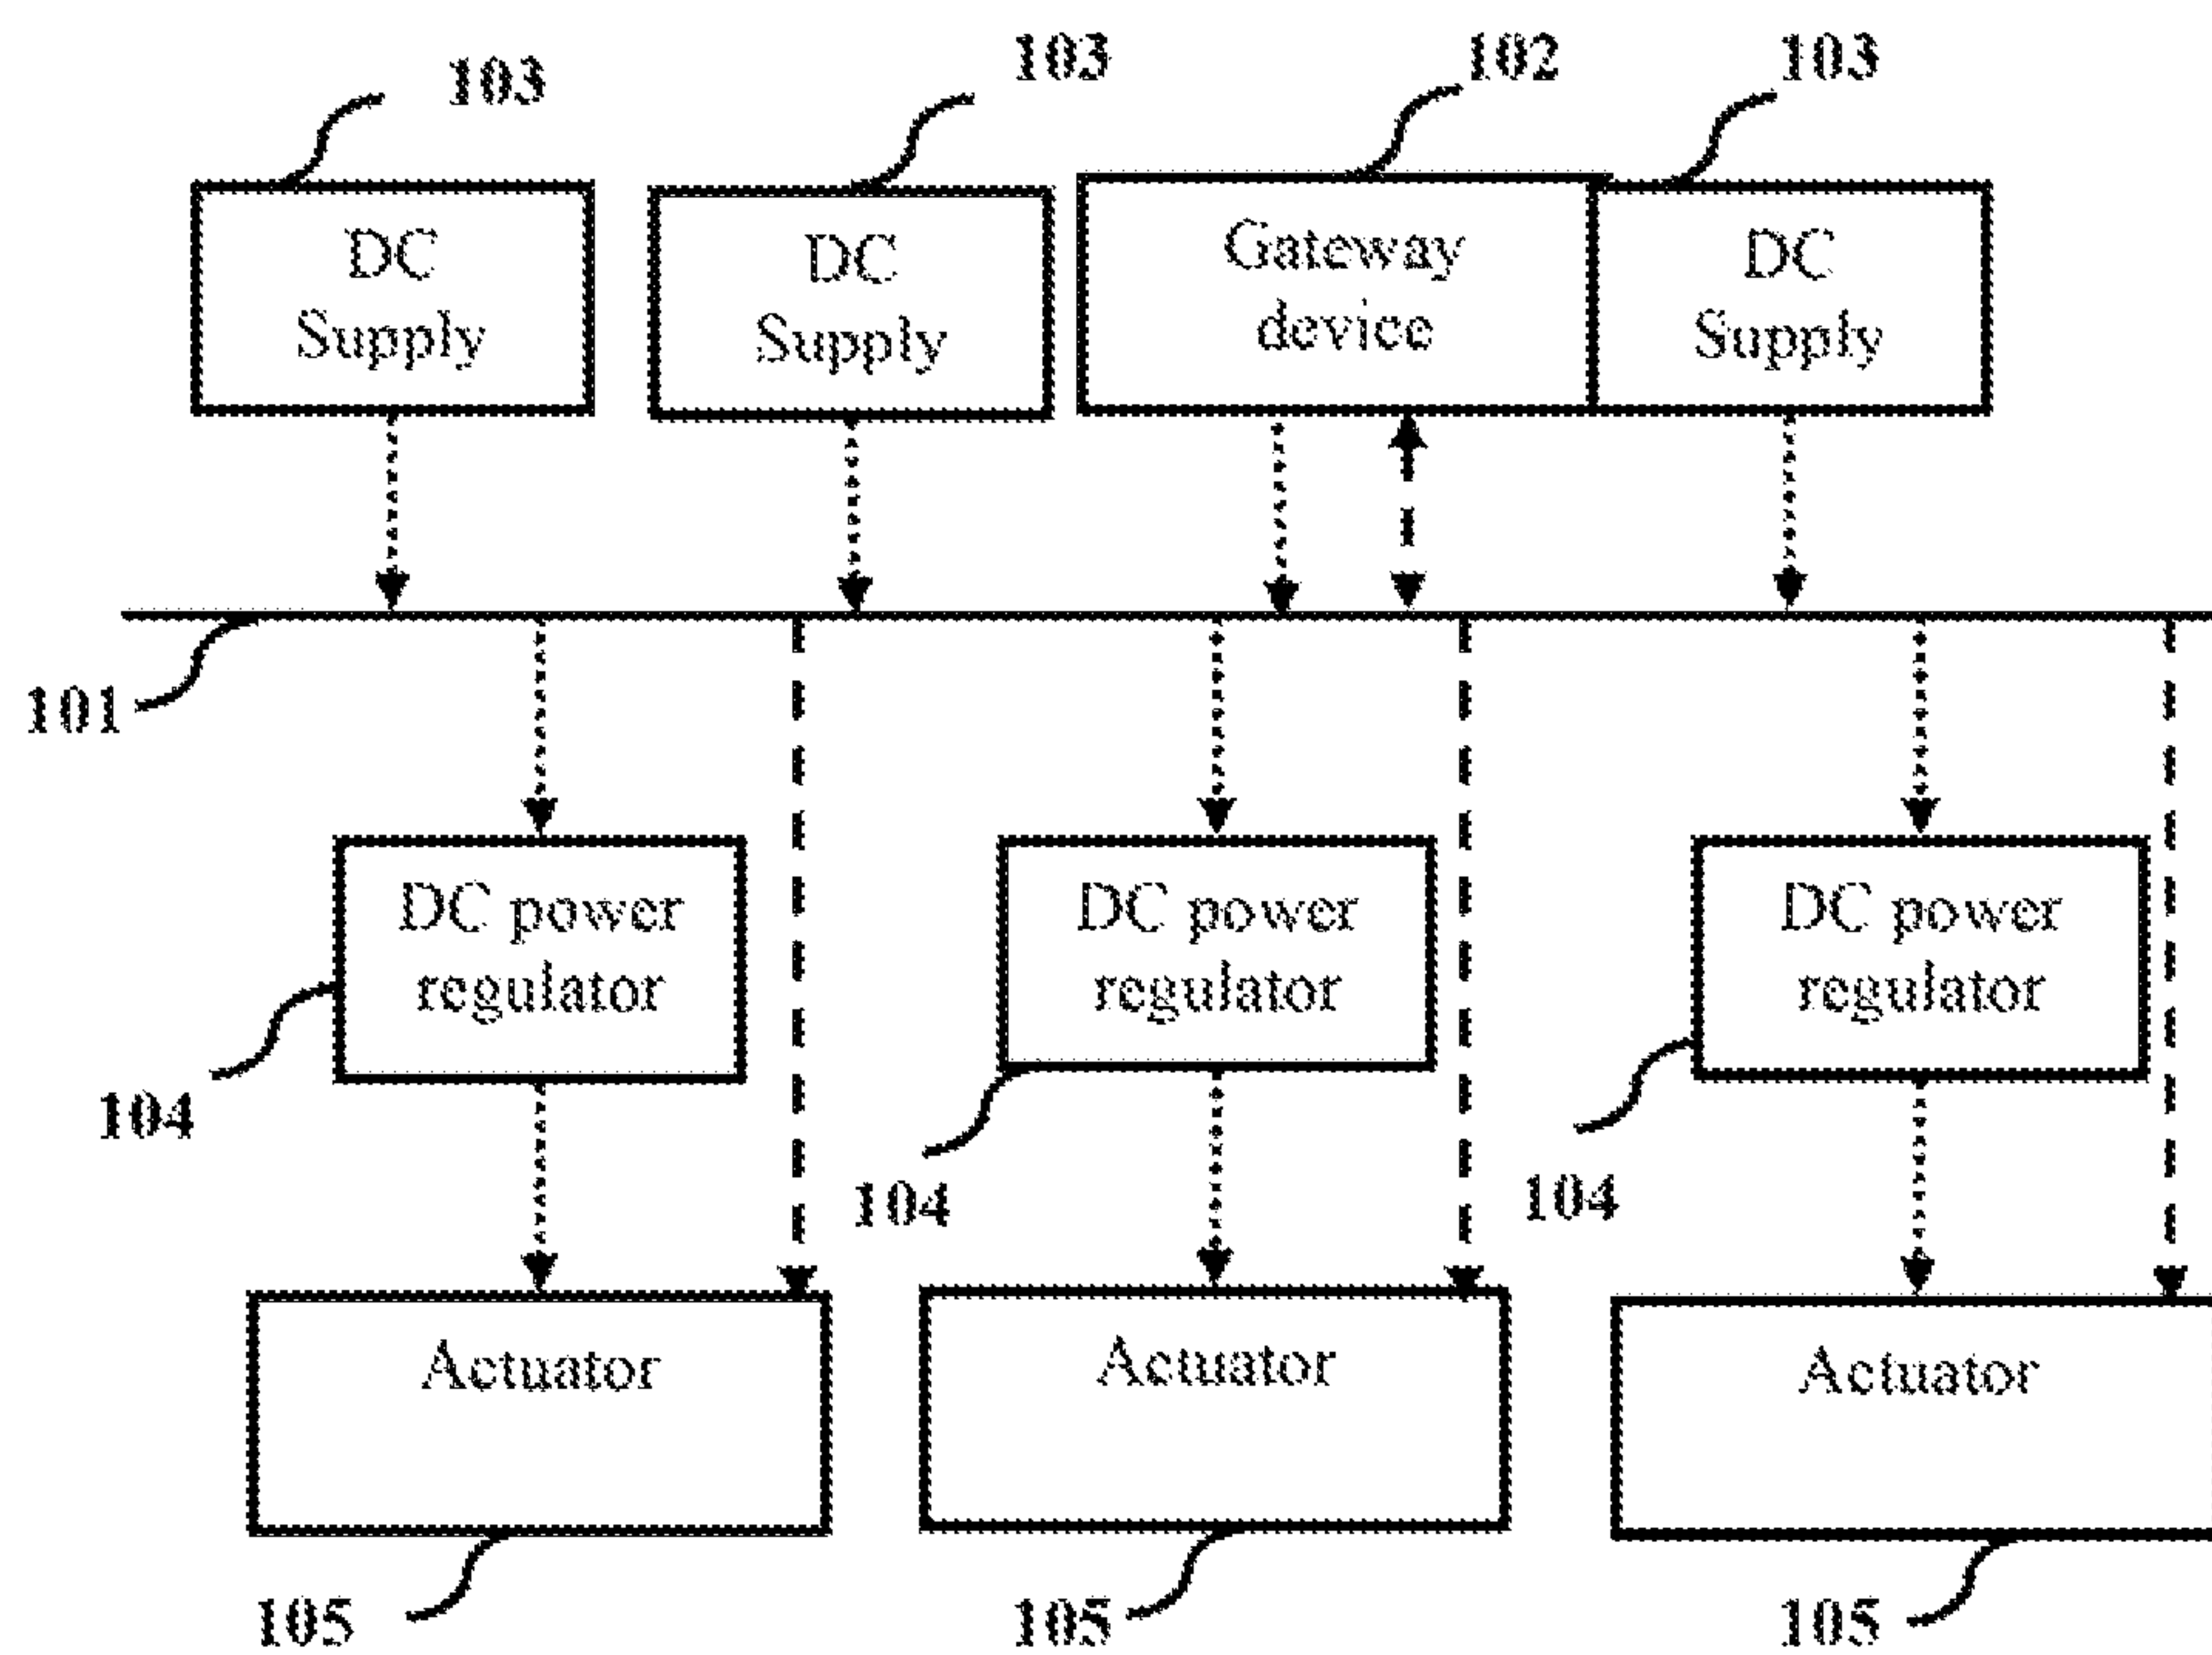 103
103
102
103
DC
Supply
DC
Supply
Gateway
device
DC
Supply
101
DC power
regulator
DC power
regulator
DC power
regulator
104
104
104
Actuator
Actuator
Actuator
105
105
105